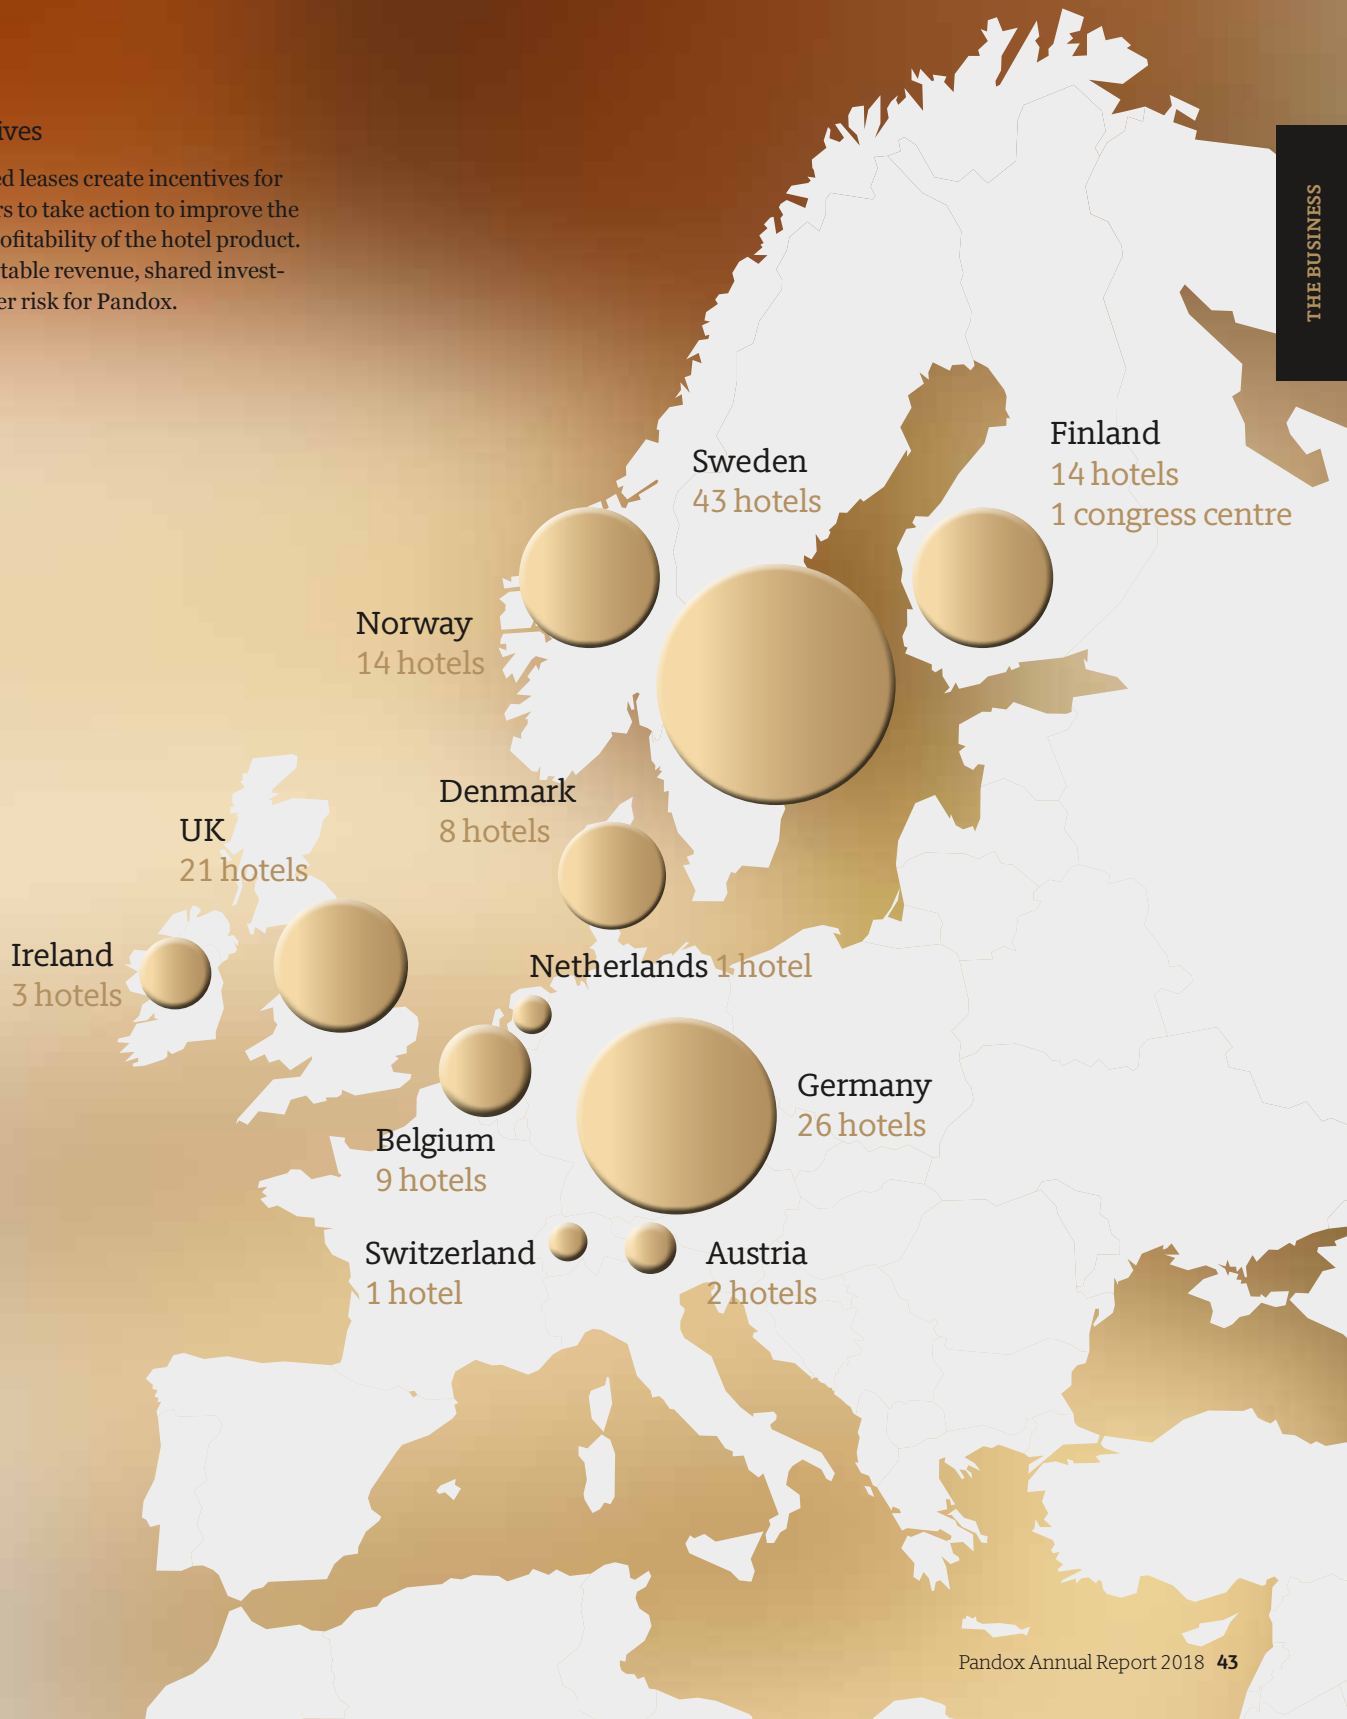 ives
ed leases create incentives for
rs to take action to improve the
ofitability of the hotel product.
table revenue, shared invest-
er risk for Pandox.
THE BUSINESS
Finland
14 hotels
1 congress centre
Sweden
43 hotels
Norway
14 hotels
Denmark
8 hotels
UK
21 hotels
Ireland
3 hotels
Netherlands 1 hotel
Germany
26 hotels
Belgium
9 hotels
Switzerland
1 hotel
Austria
2 hotels
Pandox Annual Report 2018 43